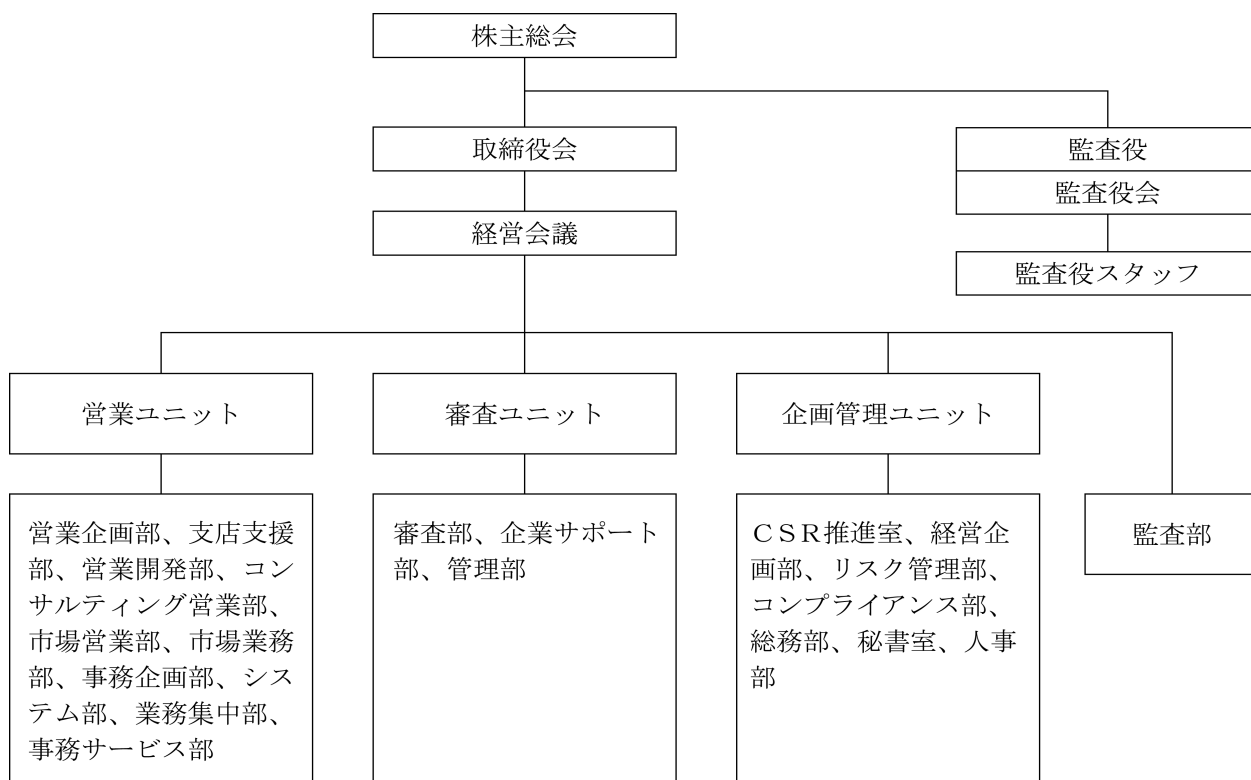 株主総会
取締役会
監査役
監査役会
経営会議
監査役スタッフ
営業ユニット
審査ユニット
企画管理ユニット
営業企画部、支店支援
部、営業開発部、コン
サルティング営業部、
市場営業部、市場業務
部、事務企画部、シス
テム部、業務集中部、
事務サービス部
審査部、企業サポート
部、管理部
ＣＳＲ推進室、経営企
画部、リスク管理部、
コンプライアンス部、
総務部、秘書室、人事
部
監査部